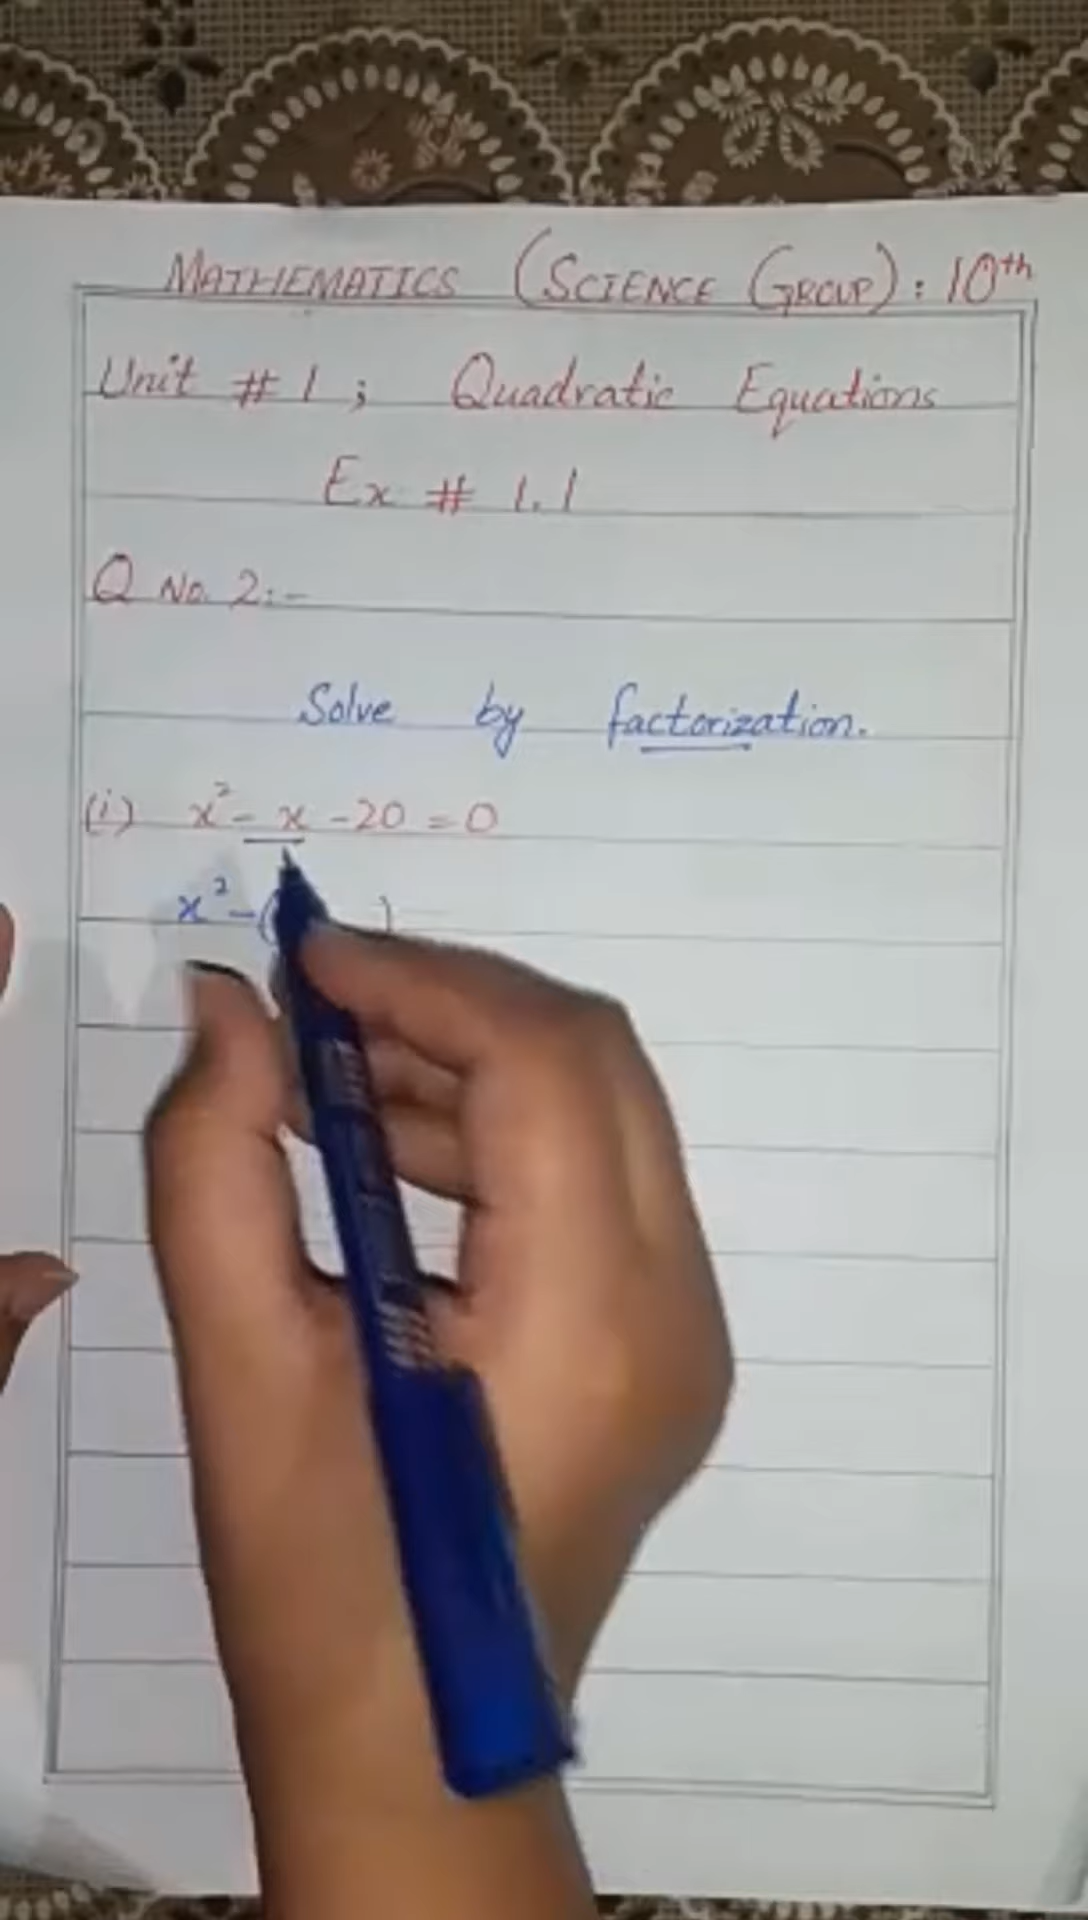 MATHEMATICS (SCIENCE GROUP) : 10th
Unit # 1 ; Quadratic Equations
Ex # 1.1
Q No. 2:-
Solve by factorization.
(i) x² - x - 20 = 0
x² - ( )